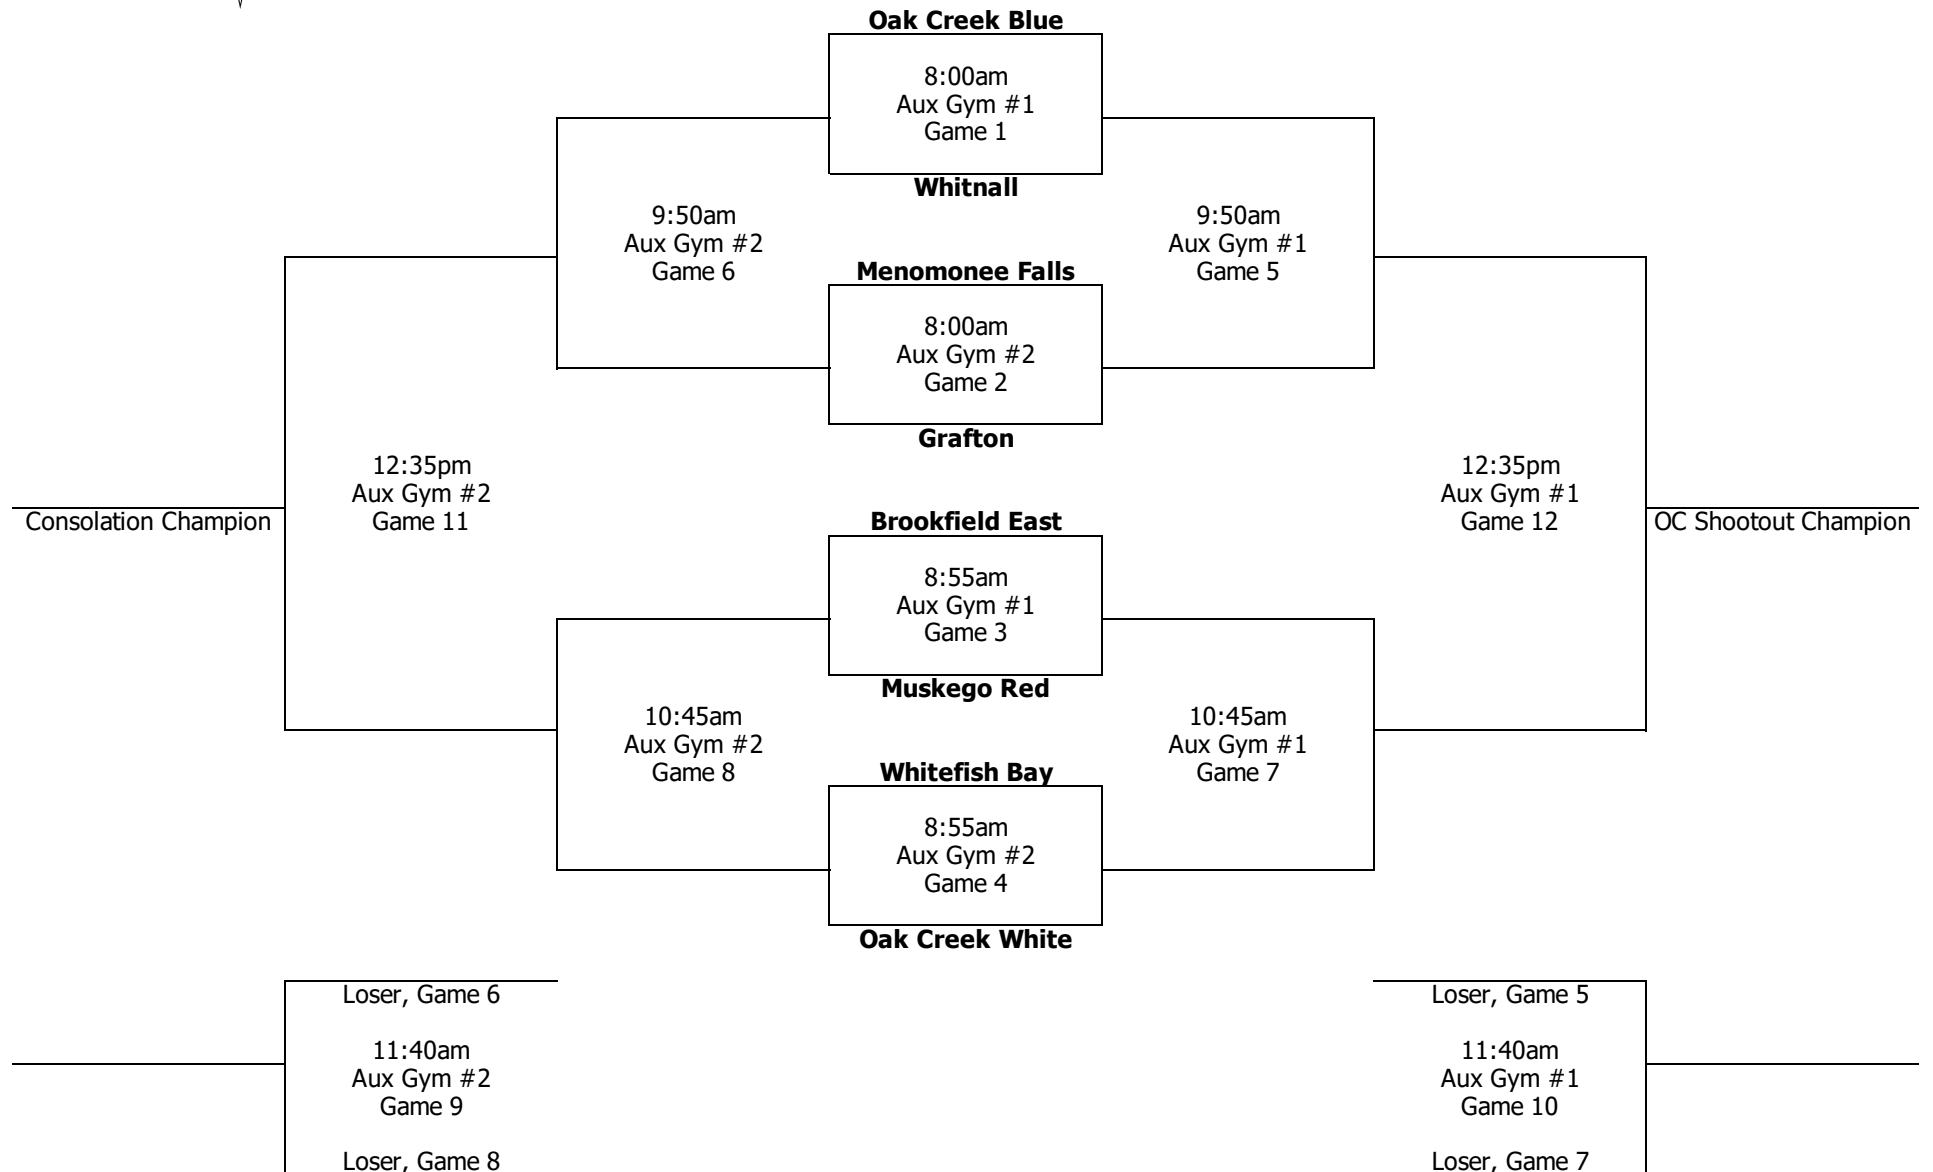 Oak Creek Blue
8:00am
Aux Gym #1
Game 1
Whitnall
9:50am
Aux Gym #2
Game 6
9:50am
Aux Gym #1
Game 5
Menomonee Falls
8:00am
Aux Gym #2
Game 2
Grafton
12:35pm
Aux Gym #2
Game 11
Consolation Champion
12:35pm
Aux Gym #1
Game 12
OC Shootout Champion
Brookfield East
8:55am
Aux Gym #1
Game 3
Muskego Red
10:45am
Aux Gym #2
Game 8
10:45am
Aux Gym #1
Game 7
Whitefish Bay
8:55am
Aux Gym #2
Game 4
Oak Creek White
Loser, Game 6
11:40am
Aux Gym #2
Game 9
Loser, Game 8
Loser, Game 5
11:40am
Aux Gym #1
Game 10
Loser, Game 7